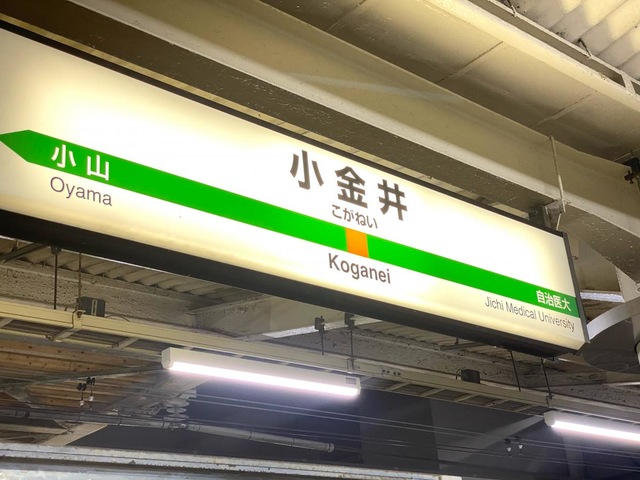 小金井
こがねい
Koganei
小山
Oyama
自治医大
Jichi Medical University